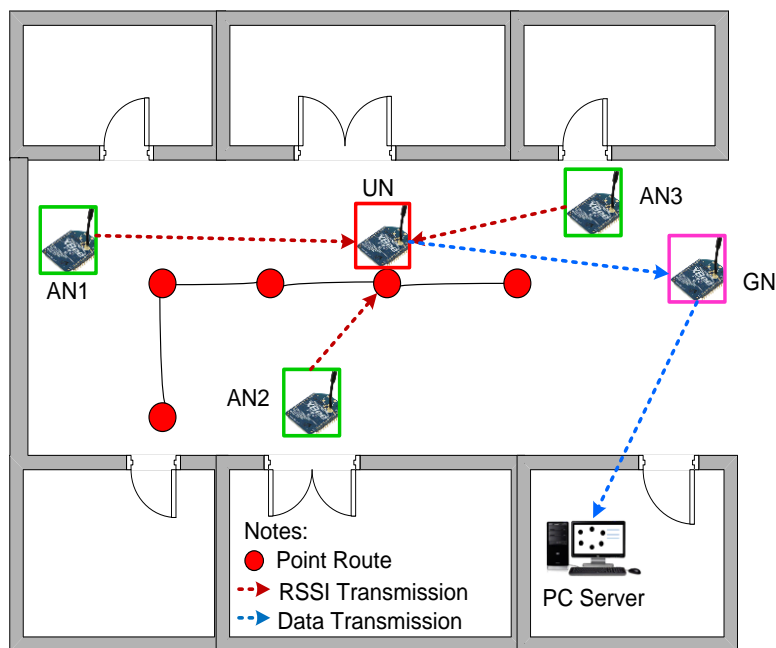 UN
AN3
AN1
GN
AN2
Notes:
Point Route
RSSI Transmission
Data Transmission
PC Server